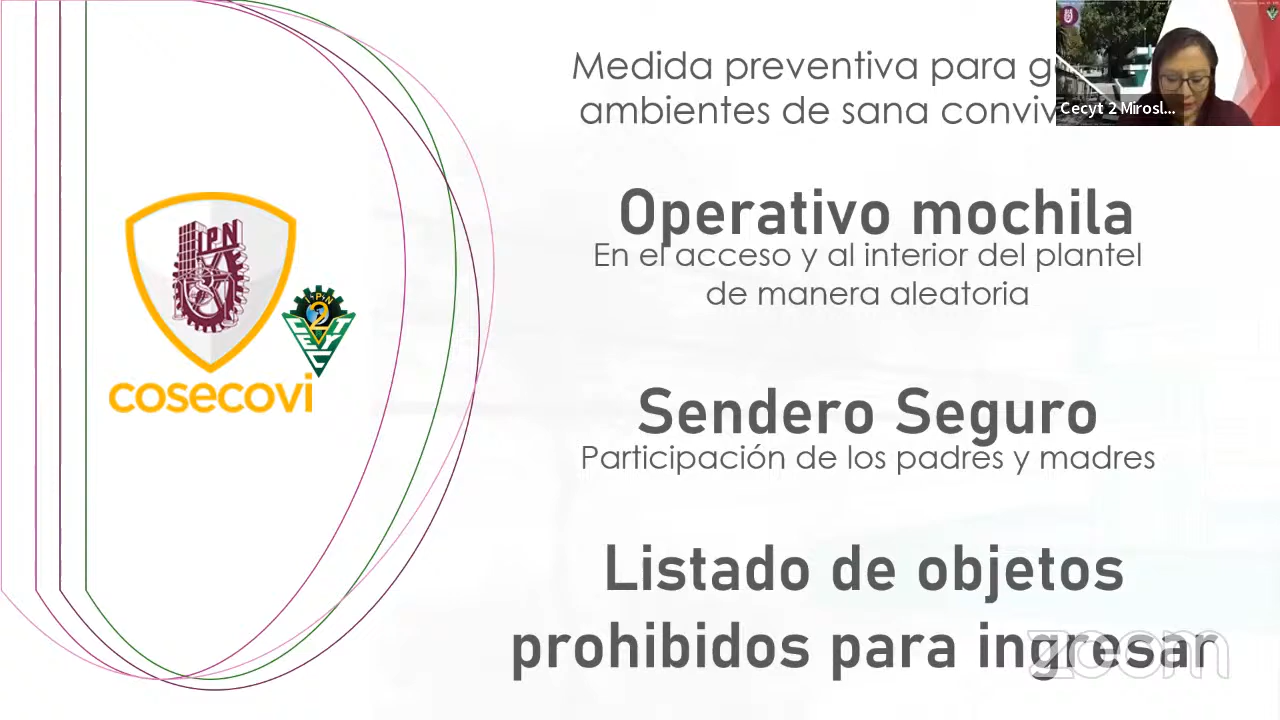 Medida preventiva para g
ambientes de sana conviv
Cecyt 2 Mirosl...
Operativo mochila
En el acceso y al interior del plantel
de manera aleatoria
IPN
I·P·N
2
CECYT
cosecovi
Sendero Seguro
Participación de los padres y madres
Listado de objetos
prohibidos para ingresar
zoom